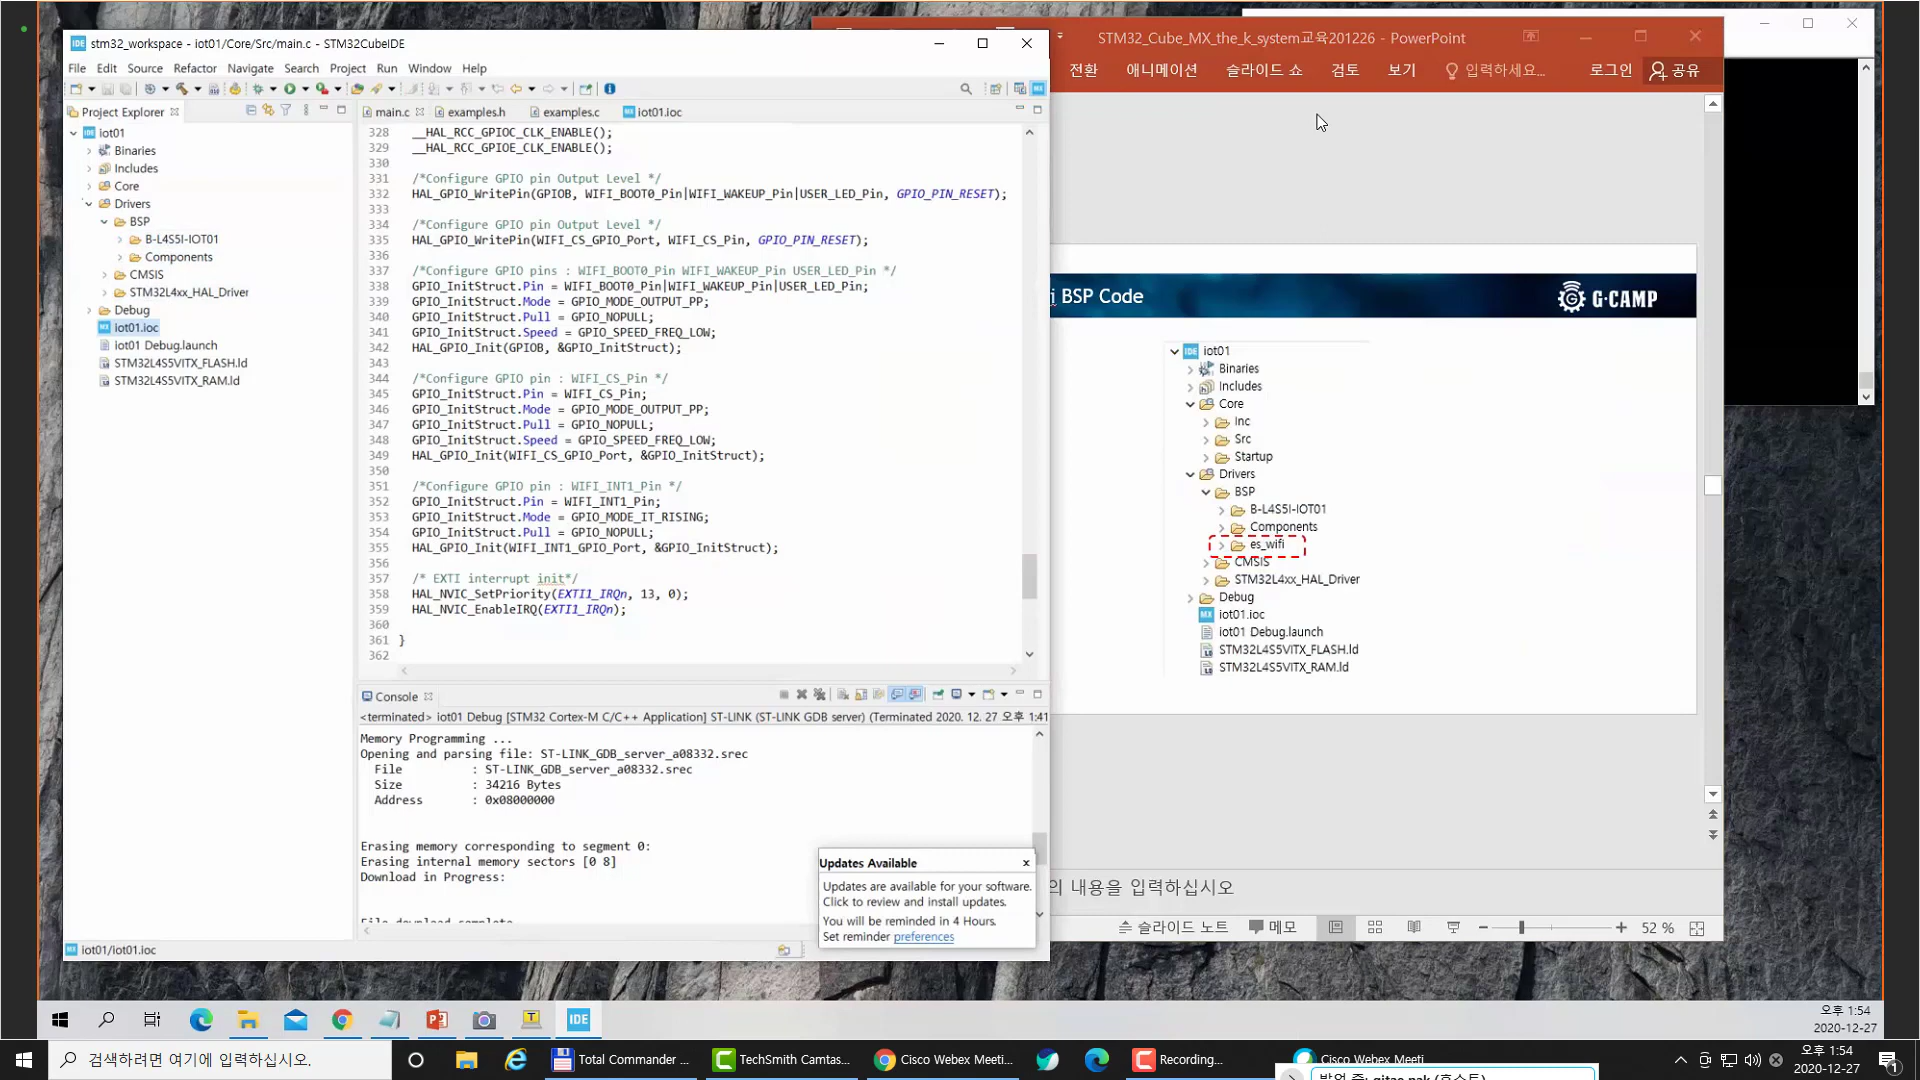 stm32_workspace - iot01/Core/Src/main.c - STM32CubeIDE
File Edit Source Refactor Navigate Search Project Run Window Help
Project Explorer
iot01
Binaries
Includes
Core
Drivers
BSP
B-L4S5I-IOT01
Components
CMSIS
STM32L4xx_HAL_Driver
Debug
iot01.ioc
iot01 Debug.launch
STM32L4S5VITX_FLASH.ld
STM32L4S5VITX_RAM.ld
main.c examples.h examples.c iot01.ioc
328 __HAL_RCC_GPIOC_CLK_ENABLE();
329 __HAL_RCC_GPIOE_CLK_ENABLE();
330
331 /*Configure GPIO pin Output Level */
332 HAL_GPIO_WritePin(GPIOB, WIFI_BOOT0_Pin|WIFI_WAKEUP_Pin|USER_LED_Pin, GPIO_PIN_RESET);
333
334 /*Configure GPIO pin Output Level */
335 HAL_GPIO_WritePin(WIFI_CS_GPIO_Port, WIFI_CS_Pin, GPIO_PIN_RESET);
336
337 /*Configure GPIO pins : WIFI_BOOT0_Pin WIFI_WAKEUP_Pin USER_LED_Pin */
338 GPIO_InitStruct.Pin = WIFI_BOOT0_Pin|WIFI_WAKEUP_Pin|USER_LED_Pin;
339 GPIO_InitStruct.Mode = GPIO_MODE_OUTPUT_PP;
340 GPIO_InitStruct.Pull = GPIO_NOPULL;
341 GPIO_InitStruct.Speed = GPIO_SPEED_FREQ_LOW;
342 HAL_GPIO_Init(GPIOB, &GPIO_InitStruct);
343
344 /*Configure GPIO pin : WIFI_CS_Pin */
345 GPIO_InitStruct.Pin = WIFI_CS_Pin;
346 GPIO_InitStruct.Mode = GPIO_MODE_OUTPUT_PP;
347 GPIO_InitStruct.Pull = GPIO_NOPULL;
348 GPIO_InitStruct.Speed = GPIO_SPEED_FREQ_LOW;
349 HAL_GPIO_Init(WIFI_CS_GPIO_Port, &GPIO_InitStruct);
350
351 /*Configure GPIO pin : WIFI_INT1_Pin */
352 GPIO_InitStruct.Pin = WIFI_INT1_Pin;
353 GPIO_InitStruct.Mode = GPIO_MODE_IT_RISING;
354 GPIO_InitStruct.Pull = GPIO_NOPULL;
355 HAL_GPIO_Init(WIFI_INT1_GPIO_Port, &GPIO_InitStruct);
356
357 /* EXTI interrupt init*/
358 HAL_NVIC_SetPriority(EXTI1_IRQn, 13, 0);
359 HAL_NVIC_EnableIRQ(EXTI1_IRQn);
360
361 }
362
Console
<terminated> iot01 Debug [STM32 Cortex-M C/C++ Application] ST-LINK (ST-LINK GDB server) (Terminated 2020. 12. 27 오후 1:41
Memory Programming ...
Opening and parsing file: ST-LINK_GDB_server_a08332.srec
File : ST-LINK_GDB_server_a08332.srec
Size : 34216 Bytes
Address : 0x08000000
Erasing memory corresponding to segment 0:
Erasing internal memory sectors [0 8]
Download in Progress:
File download complete
Updates Available
Updates are available for your software.
Click to review and install updates.
You will be reminded in 4 Hours.
Set reminder preferences
iot01/iot01.ioc
STM32_Cube_MX_the_k_system교육201226 - PowerPoint
전환 애니메이션 슬라이드 쇼 검토 보기 입력하세요... 로그인 공유
i BSP Code
G·CAMP
iot01
Binaries
Includes
Core
Inc
Src
Startup
Drivers
BSP
B-L4S5I-IOT01
Components
es_wifi
CMSIS
STM32L4xx_HAL_Driver
Debug
iot01.ioc
iot01 Debug.launch
STM32L4S5VITX_FLASH.ld
STM32L4S5VITX_RAM.ld
의 내용을 입력하십시오
슬라이드 노트 메모 52 %
IDE
오후 1:54
2020-12-27
검색하려면 여기에 입력하십시오.
Total Commander ...
TechSmith Camtas...
Cisco Webex Meeti...
Recording...
Cisco Webex Meeti
발언 중:
오후 1:54
2020-12-27
1